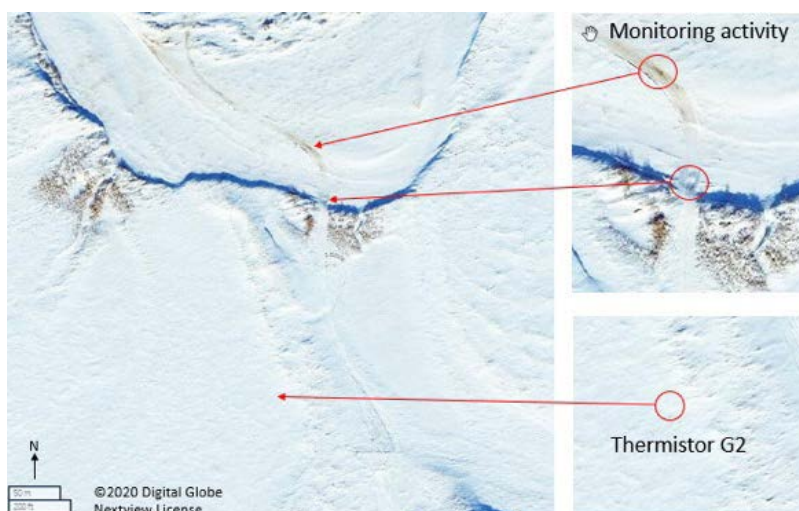 Monitoring activity
Thermistor G2
N
50 m
200 ft
©2020 Digital Globe
Nextview License